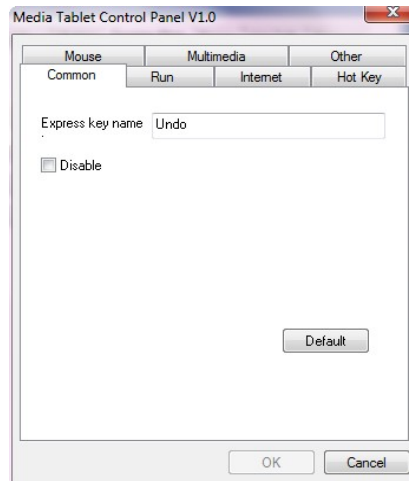 Media Tablet Control Panel V1.0
Mouse Multimedia Other
Common Run Internet Hot Key
Express key name Undo
:
Disable
Default
OK Cancel